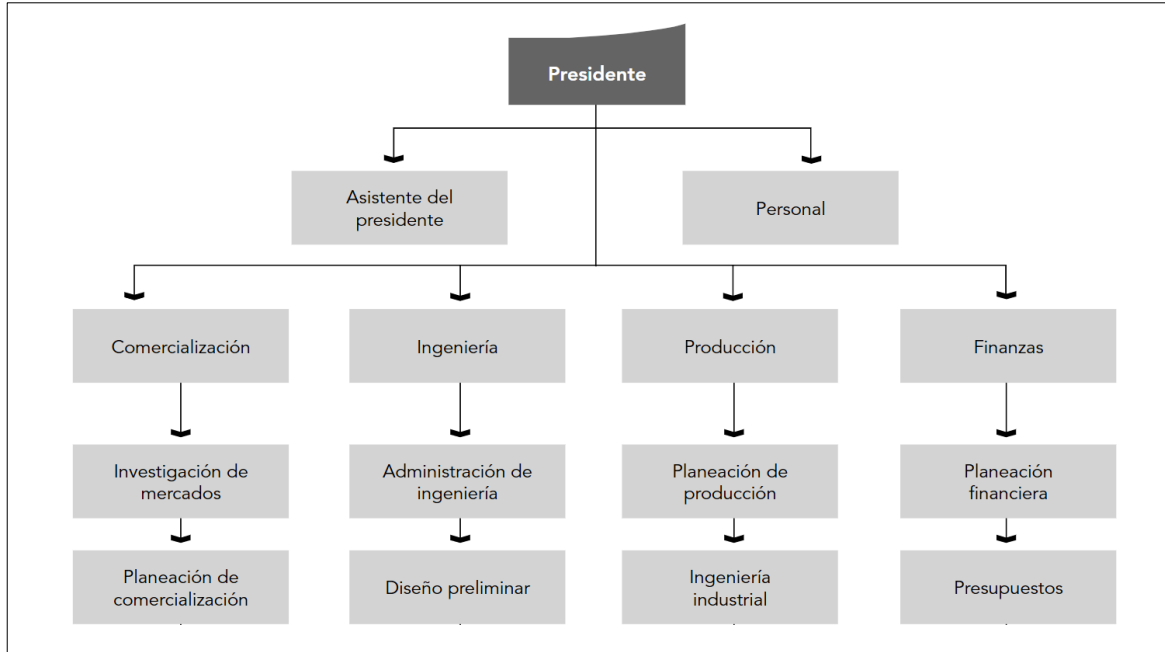 Presidente
Asistente del
presidente
Personal
Comercialización
Ingeniería
Producción
Finanzas
Investigación de
mercados
Administración de
ingeniería
Planeación de
producción
Planeación
financiera
Planeación de
comercialización
Diseño preliminar
Ingeniería
industrial
Presupuestos